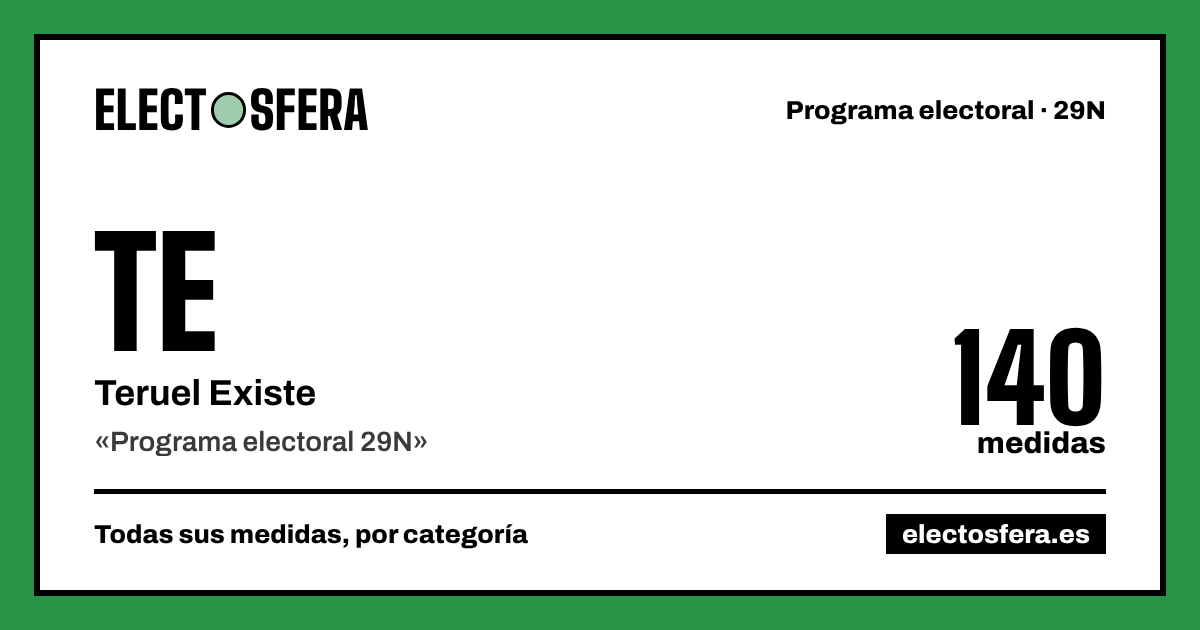 ELECTOSFERA
Programa electoral · 29N
TE
Teruel Existe
«Programa electoral 29N»
140
medidas
Todas sus medidas, por categoría
electosfera.es